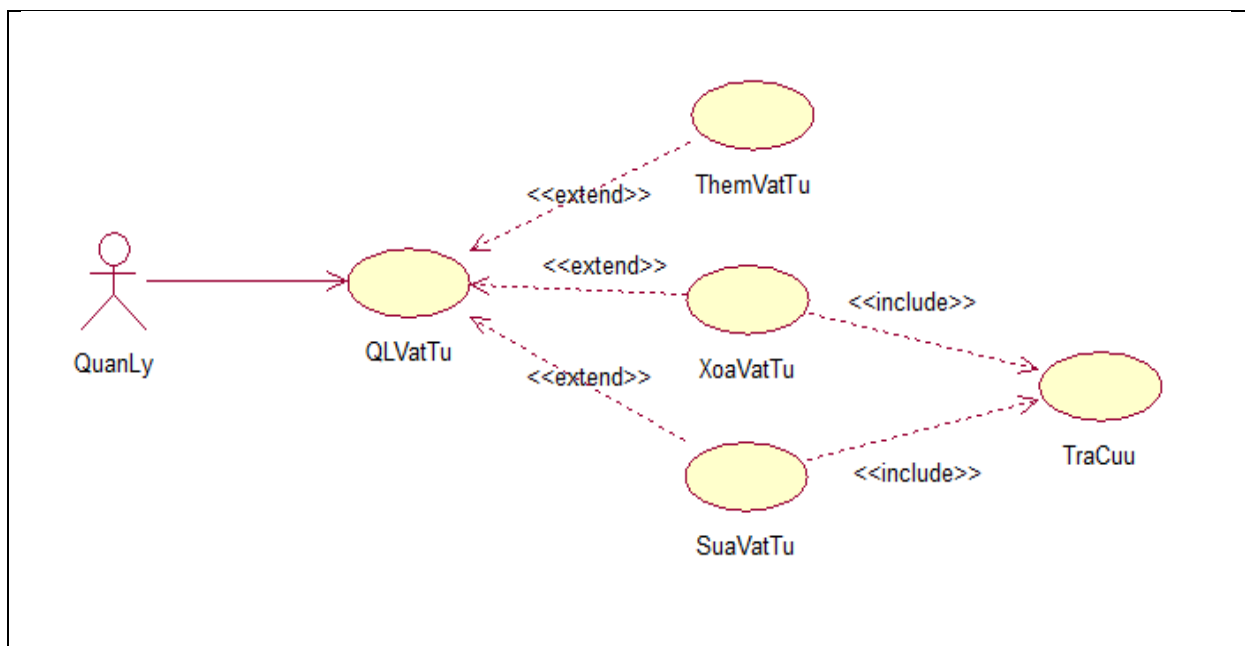 ThemVatTu
<<extend>>
<<extend>>
<<include>>
QuanLy
QLVatTu
XoaVatTu
<<extend>>
TraCuu
<<include>>
SuaVatTu